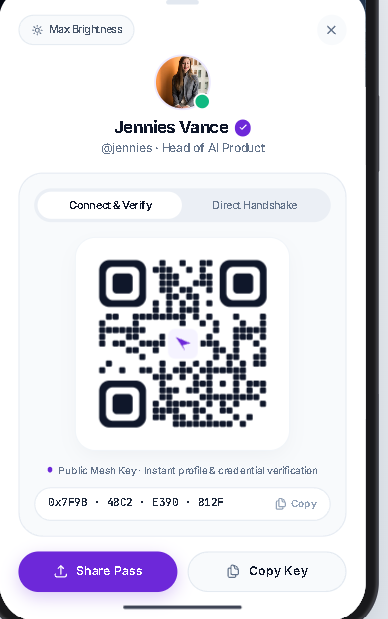 Max Brightness
Jennies Vance
@jennies · Head of AI Product
Connect & Verify
Direct Handshake
Public Mesh Key · Instant profile & credential verification
0x7F9B · 48C2 · E390 · 812F
Copy
Share Pass
Copy Key